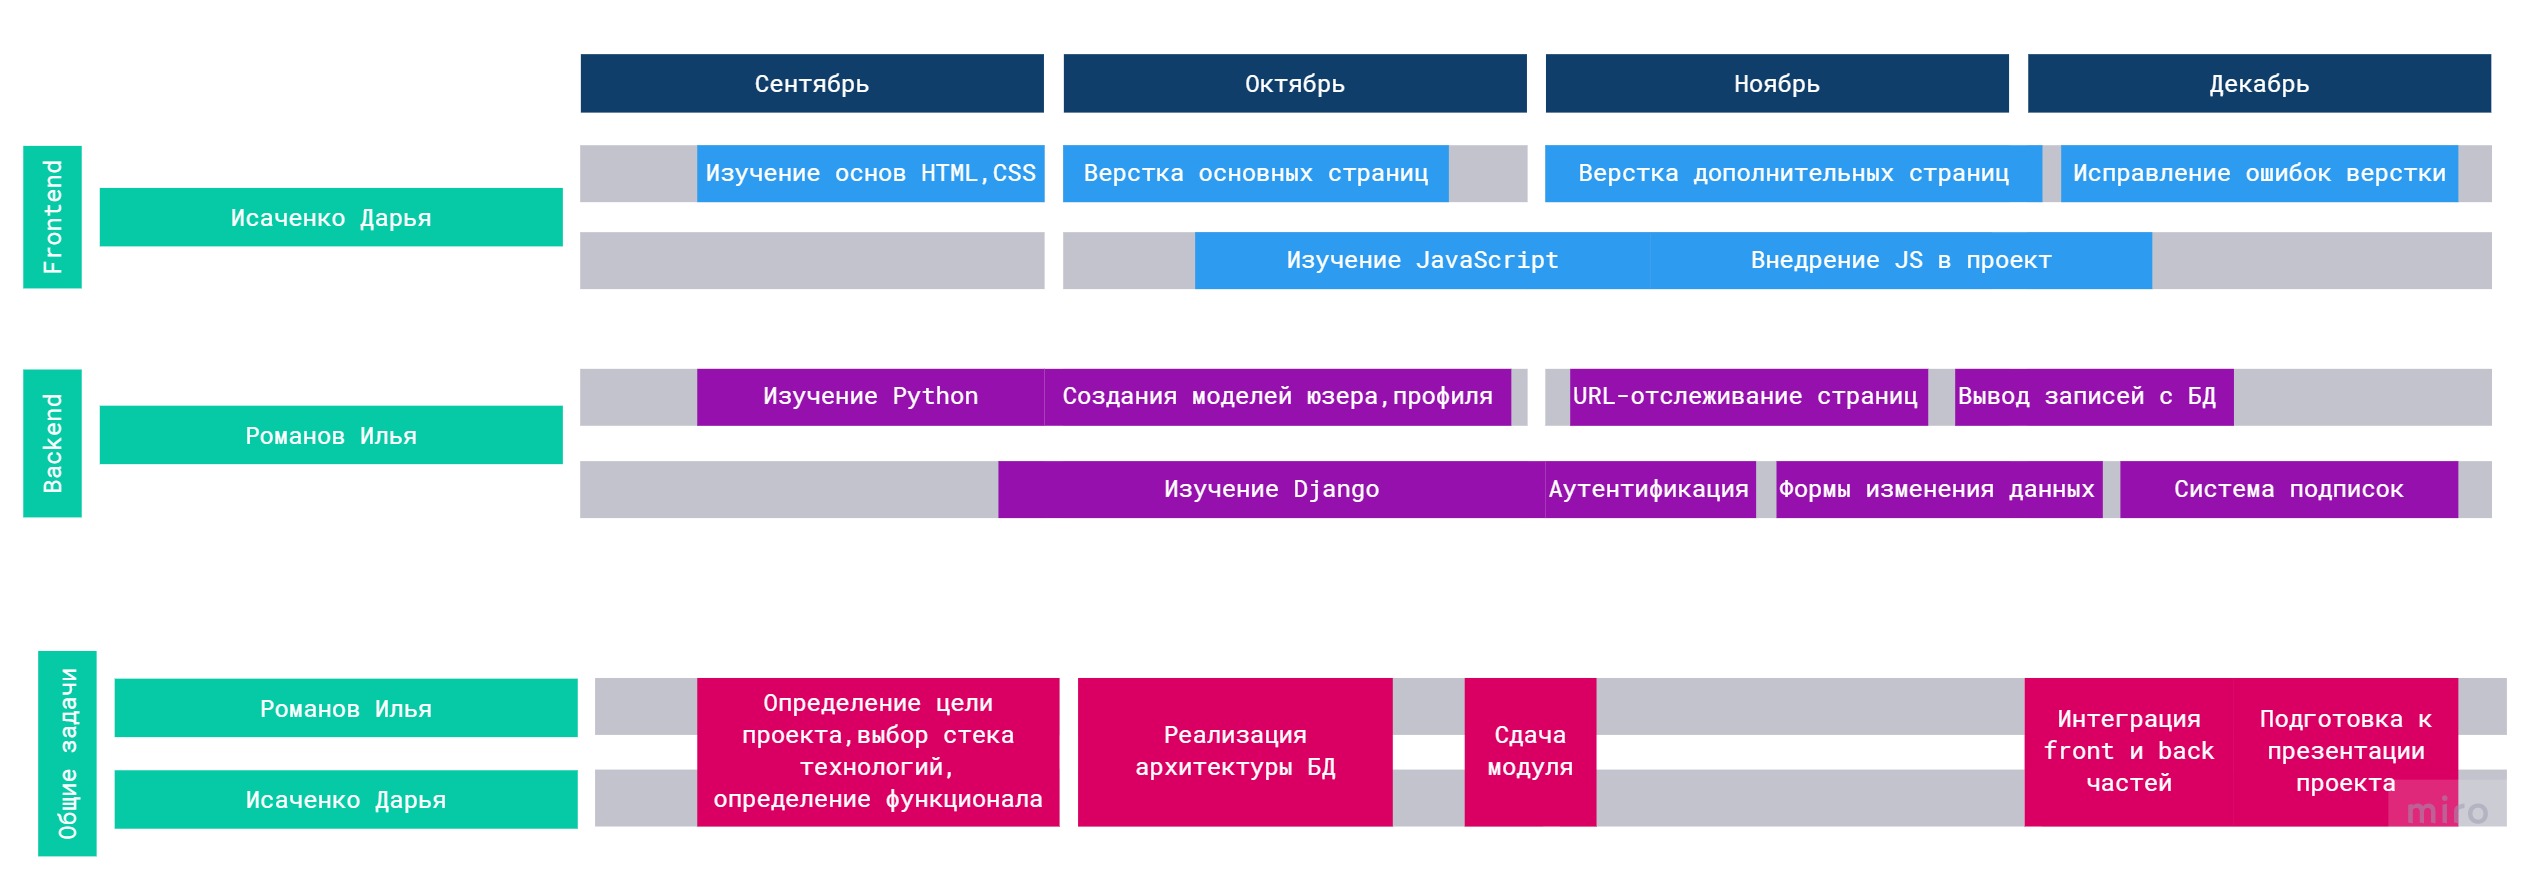 Сентябрь
Октябрь
Ноябрь
Декабрь
Frontend
Исаченко Дарья
Изучение основ HTML,CSS
Верстка основных страниц
Верстка дополнительных страниц
Исправление ошибок верстки
Изучение JavaScript
Внедрение JS в проект
Backend
Романов Илья
Изучение Python
Создания моделей юзера,профиля
URL-отслеживание страниц
Вывод записей с БД
Изучение Django
Аутентификация
Формы изменения данных
Система подписок
Общие задачи
Романов Илья
Исаченко Дарья
Определение цели
проекта,выбор стека
технологий,
определение функционала
Реализация
архитектуры БД
Сдача
модуля
Интеграция
front и back
частей
Подготовка к
презентации
проекта
miro